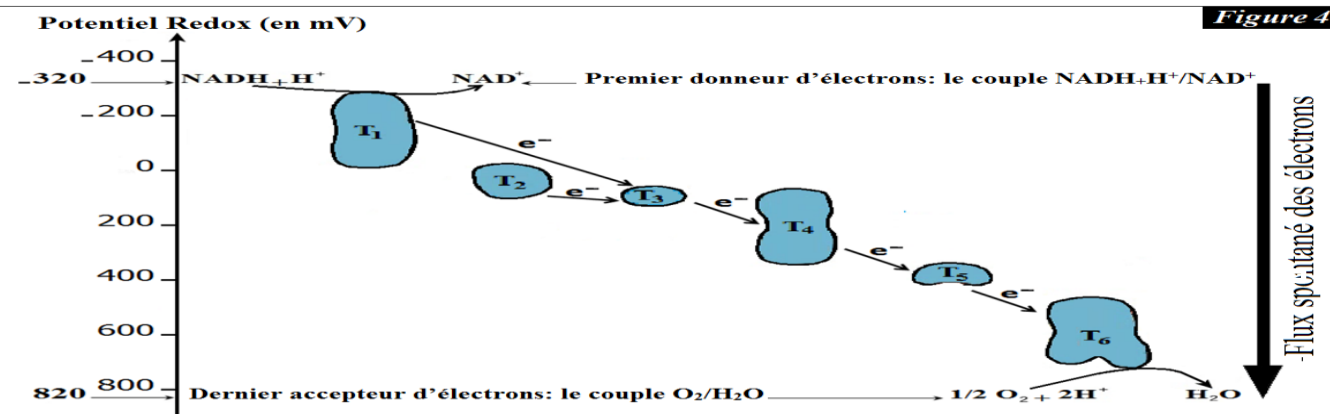 Figure 4
Potentiel Redox (en mV)
-400
-320 NADH+H⁺ NAD⁺ Premier donneur d'électrons: le couple NADH+H⁺/NAD⁺
-200
T₁
e⁻
0
T₂ e⁻ T₃ e⁻
200
T₄
e⁻
400
T₅
e⁻
600
T₆
800
820 Dernier accepteur d'électrons: le couple O₂/H₂O 1/2 O₂ + 2H⁺ H₂O
-Flux spontané des électrons